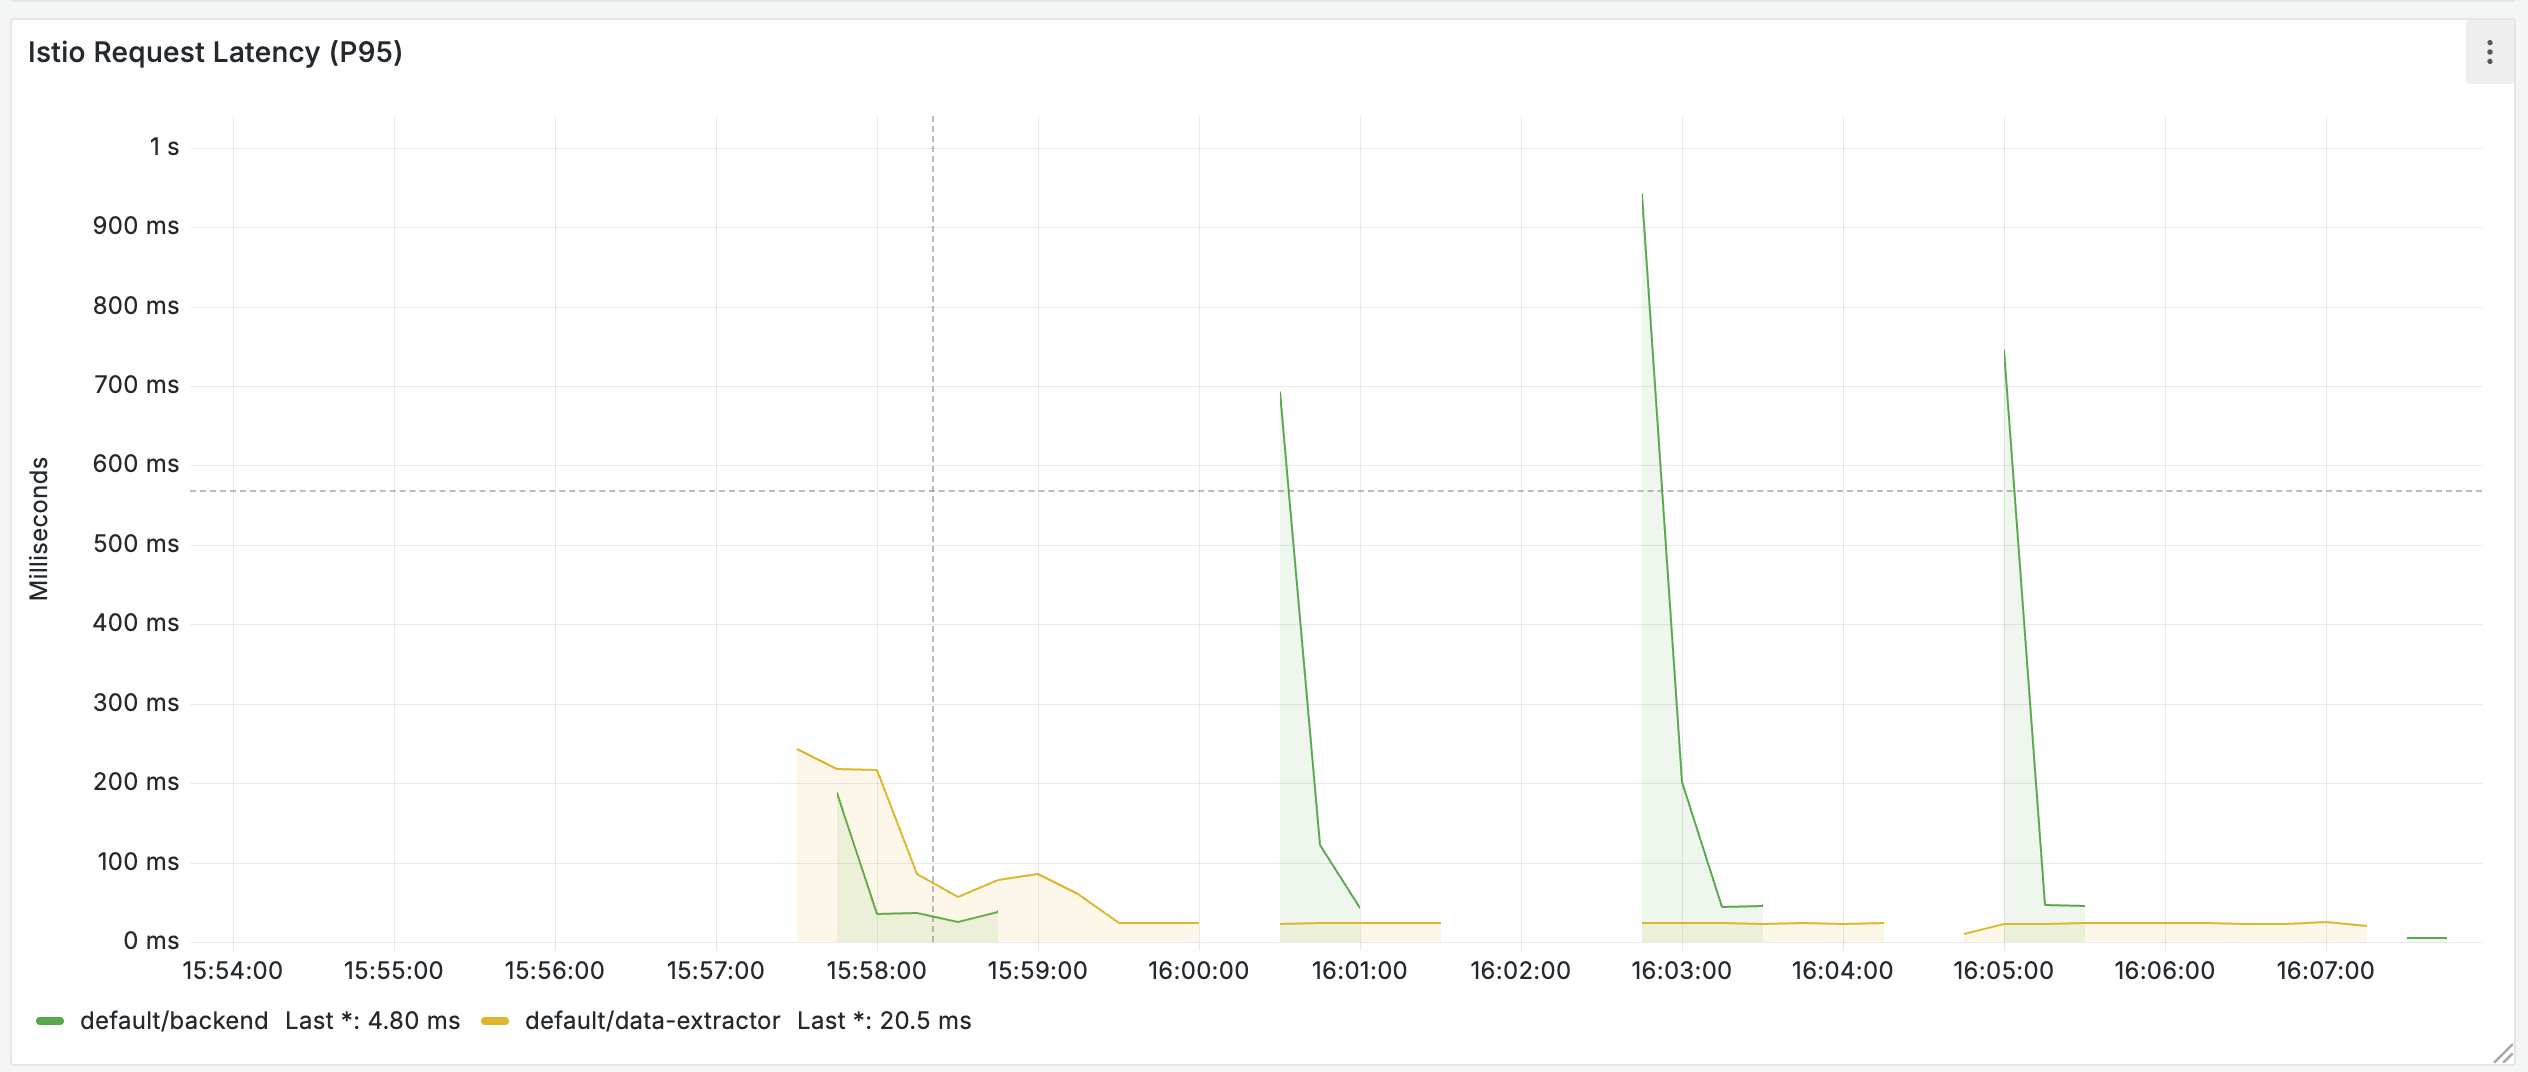 Istio Request Latency (P95)
1 s
900 ms
800 ms
700 ms
600 ms
500 ms
400 ms
300 ms
200 ms
100 ms
0 ms
Milliseconds
15:54:00 15:55:00 15:56:00 15:57:00 15:58:00 15:59:00 16:00:00 16:01:00 16:02:00 16:03:00 16:04:00 16:05:00 16:06:00 16:07:00
default/backend Last *: 4.80 ms default/data-extractor Last *: 20.5 ms